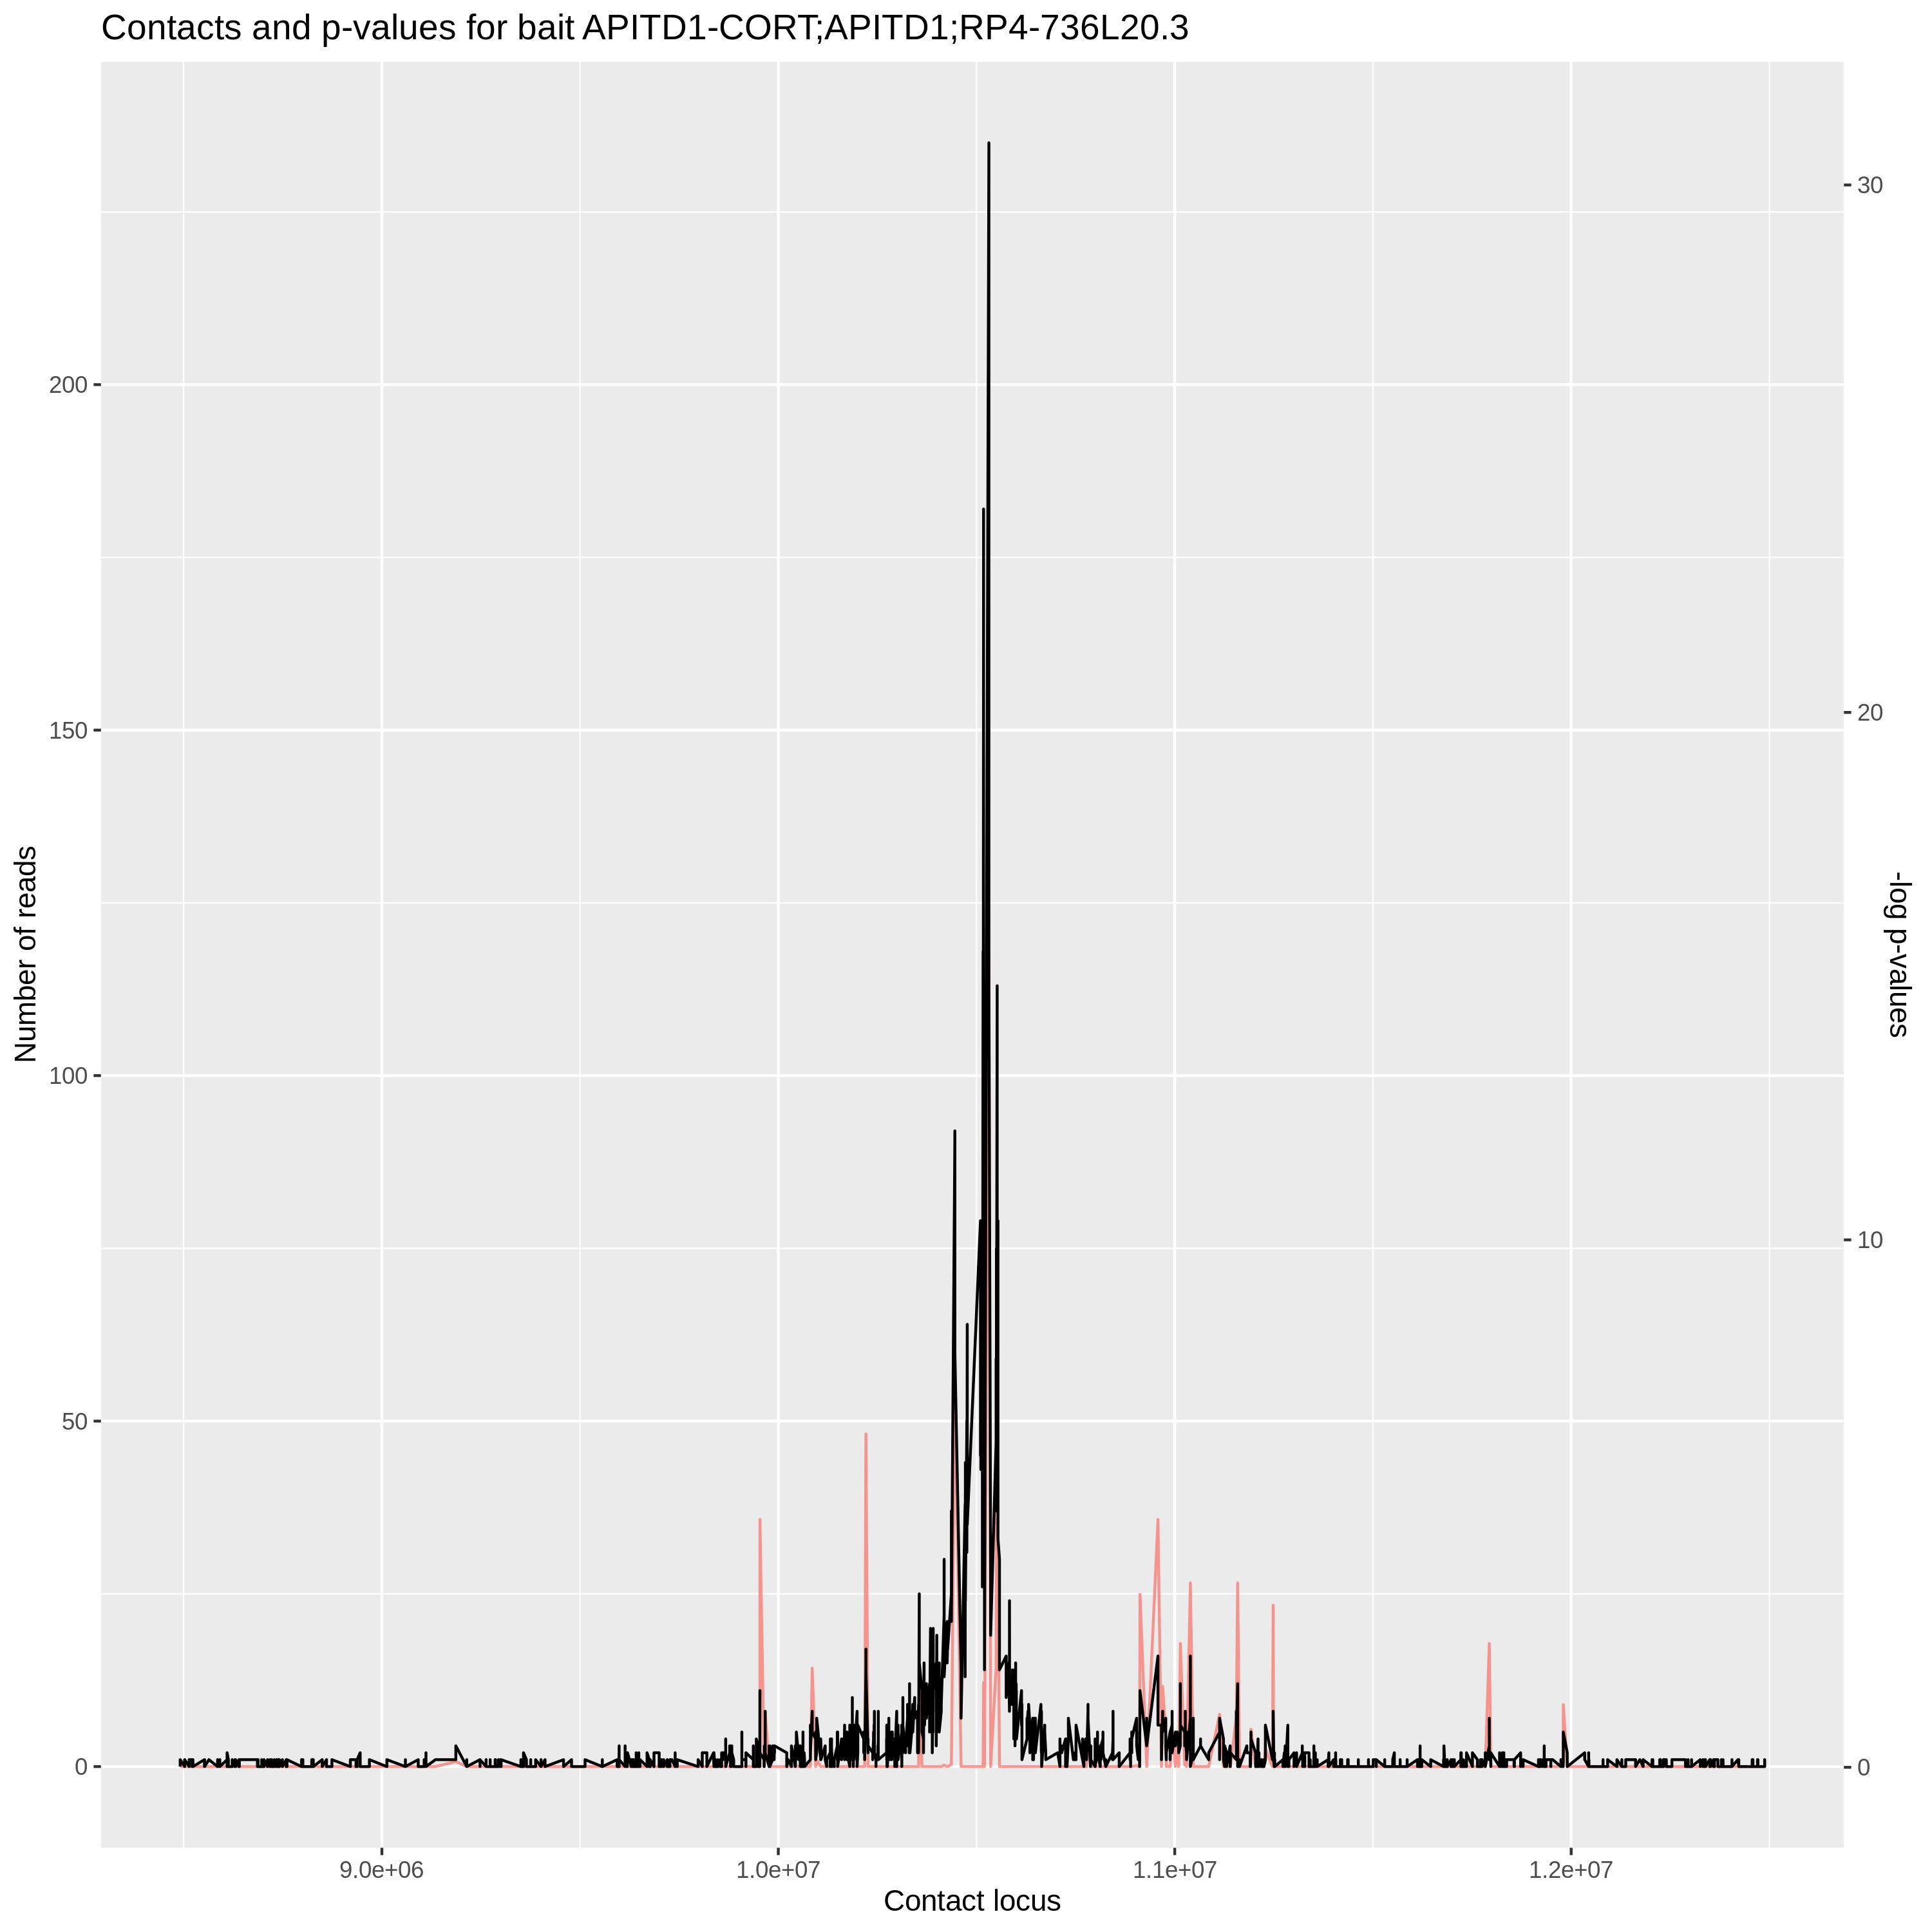 Contacts and p-values for bait APITD1-CORT;APITD1;RP4-736L20.3
Number of reads
200
150
100
50
0
30
20
10
0
-log p-values
9.0e+06 1.0e+07 1.1e+07 1.2e+07
Contact locus